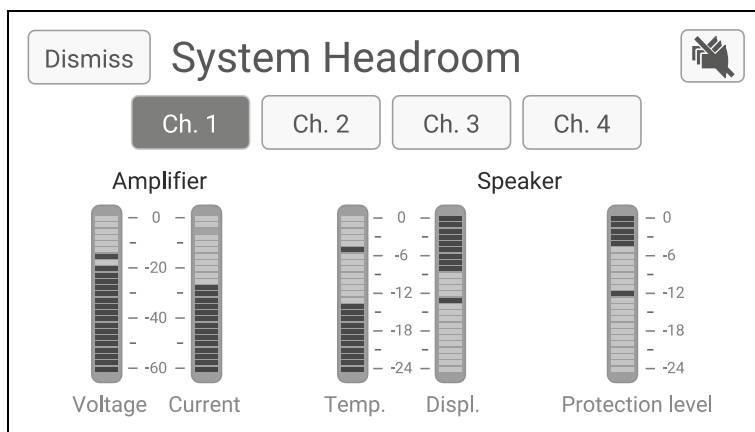 Dismiss
System Headroom
Ch. 1
Ch. 2
Ch. 3
Ch. 4
Amplifier
Speaker
0
-20
-40
-60
0
-6
-12
-18
-24
0
-6
-12
-18
-24
Voltage
Current
Temp.
Displ.
Protection level